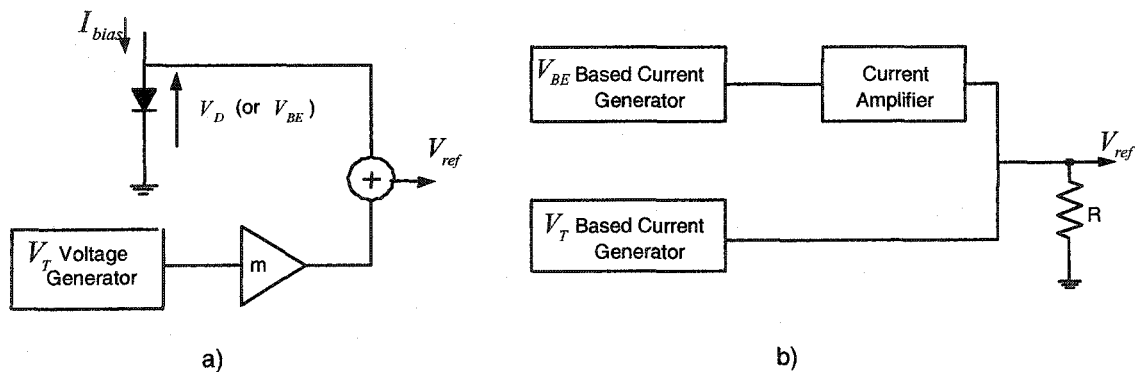 I_bias
V_D (or V_BE)
V_ref
+
V_T Voltage
Generator
m
a)
V_BE Based Current
Generator
Current
Amplifier
V_ref
R
V_T Based Current
Generator
b)